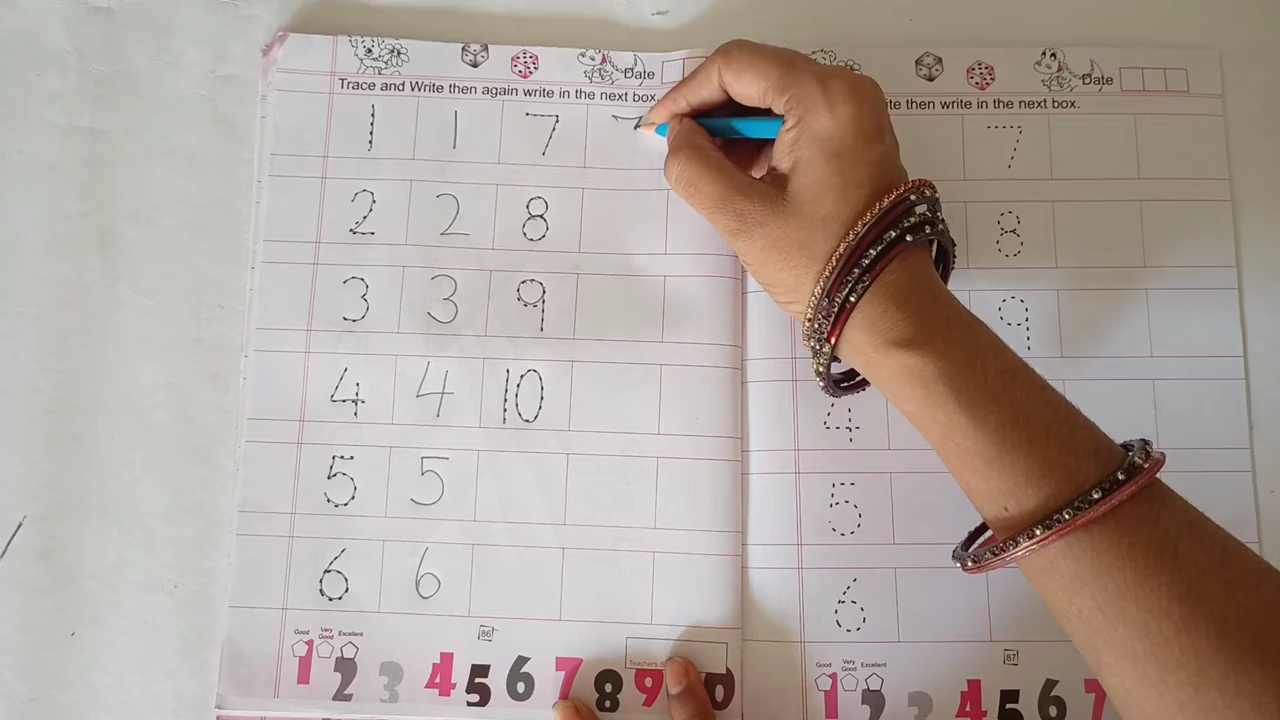 Date
Date
Trace and Write then again write in the next box.
ite then write in the next box.
1 1 7
7
2 2 8
8
3 3 9
9
4 4 10
4
5 5
5
6 6
6
Good Very Good Excellent
86
Teachers
1 2 3 4 5 6 7 8 9
Good Very Good Excellent
87
1 2 3 4 5 6 7